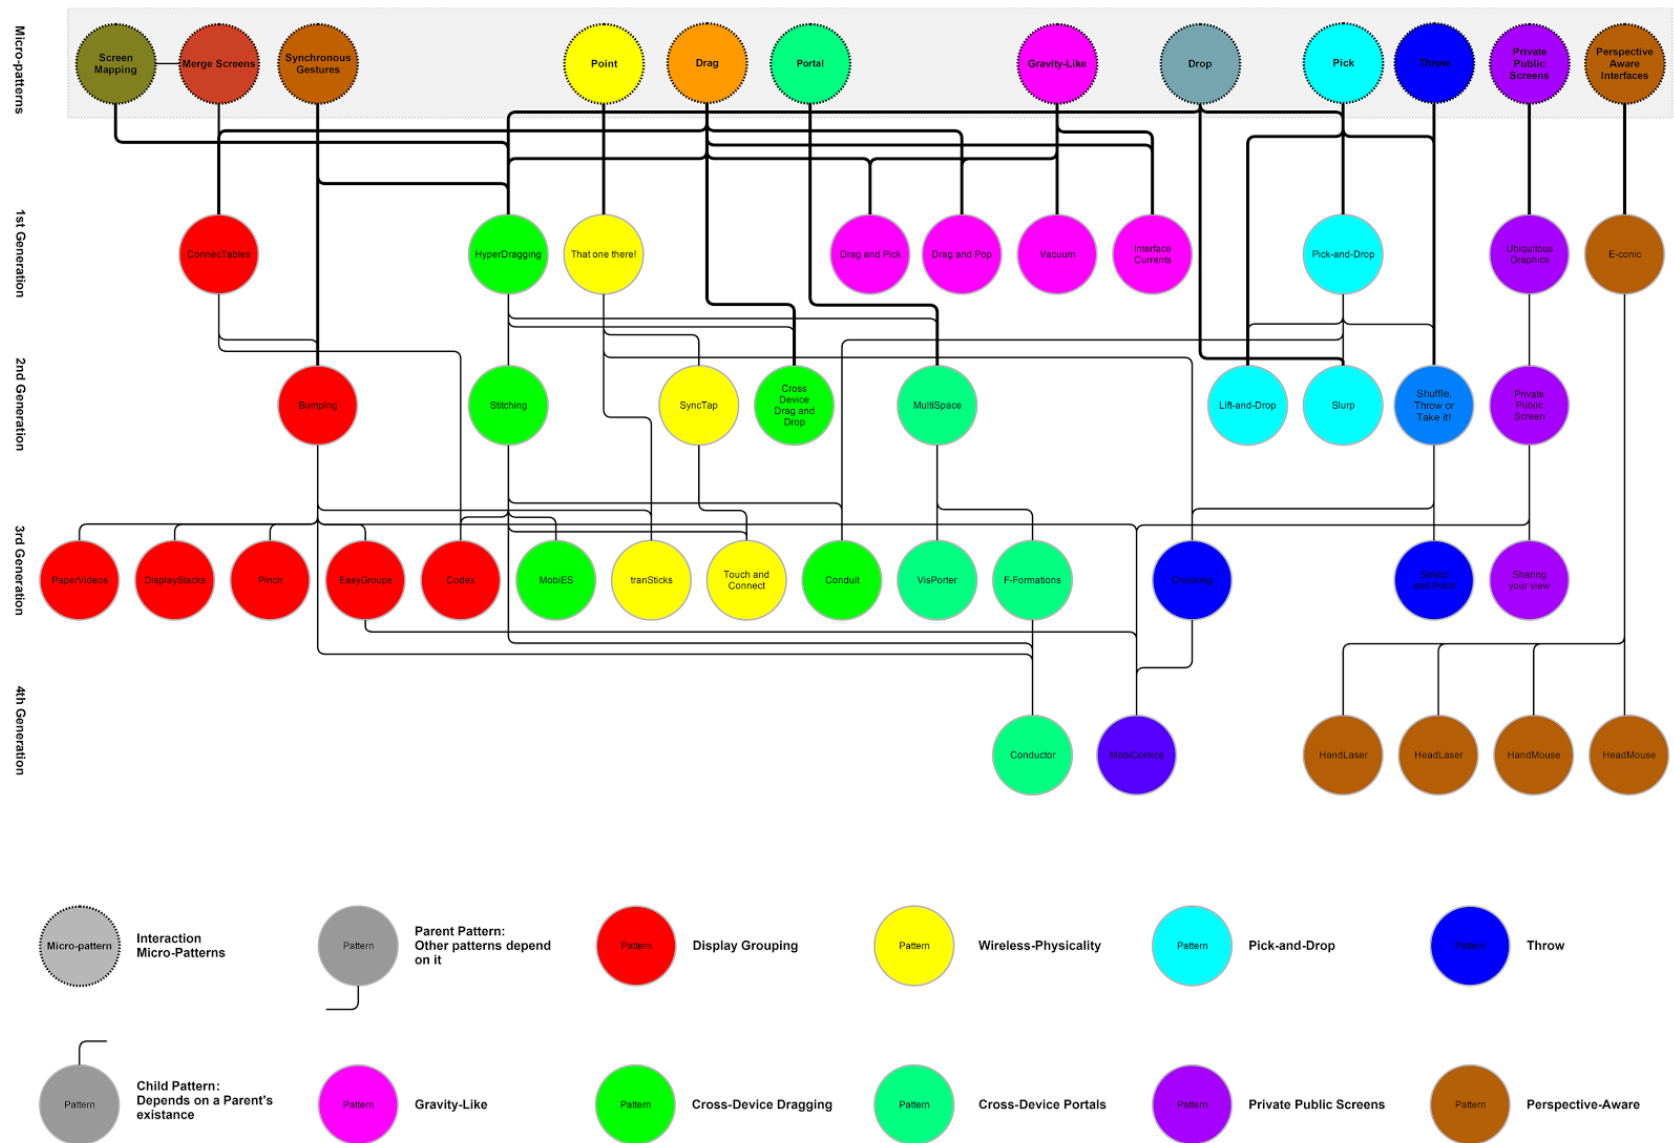 Micro-patterns
Screen
Mapping
Merge Screens
Synchronous
Gestures
Point
Drag
Portal
Gravity-Like
Drop
Pick
Throw
Private
Public
Screens
Perspective
Aware
Interfaces
1st Generation
ConnecTables
HyperDragging
That one there!
Drag and Pick
Drag and Pop
Vacuum
Interface
Currents
Pick-and-Drop
Ubiquitous
Graphics
E-conic
2nd Generation
Bumping
Stitching
SyncTap
Cross
Device
Drag and
Drop
MultiSpace
Lift-and-Drop
Slurp
Shuffle,
Throw or
Take it!
Private
Public
Screen
3rd Generation
PaperVideos
DisplayStacks
Pinch
EasyGroups
Codex
MobiES
tranSticks
Touch and
Connect
Conduit
VisPorter
F-Formations
Chucking
Select
and Point
Sharing
your view
4th Generation
Conductor
MobiComics
HandLaser
HeadLaser
HandMouse
HeadMouse
Micro-pattern
Interaction
Micro-Patterns
Pattern
Parent Pattern:
Other patterns depend
on it
Pattern
Display Grouping
Pattern
Wireless-Physicality
Pattern
Pick-and-Drop
Pattern
Throw
Pattern
Child Pattern:
Depends on a Parent's
existance
Pattern
Gravity-Like
Pattern
Cross-Device Dragging
Pattern
Cross-Device Portals
Pattern
Private Public Screens
Pattern
Perspective-Aware